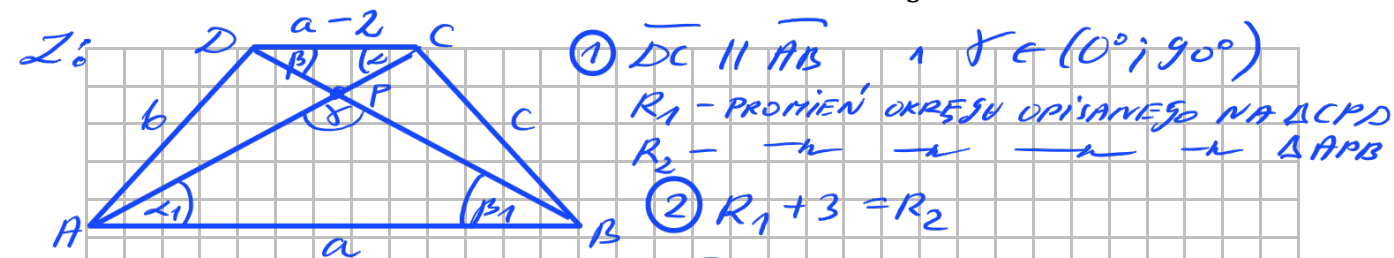 Z:
D a-2 C
β α
P
b γ c
α1 β1
A a B
① DC || AB ∧ γ ∈ (0°; 90°)
R1 - PROMIEŃ OKRĘGU OPISANEGO NA ΔCPD
R2 - —〃— —〃— —〃— —〃— ΔAPB
② R1 + 3 = R2